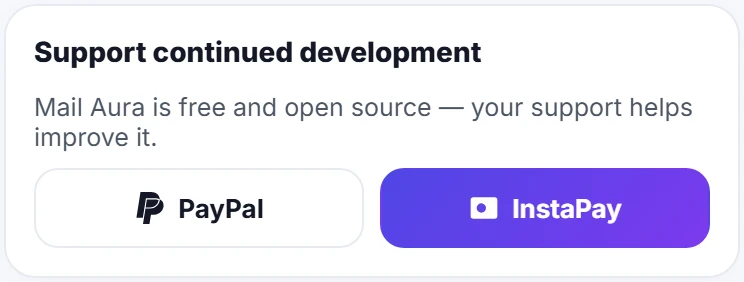 Support continued development
Mail Aura is free and open source — your support helps
improve it.
PayPal
InstaPay